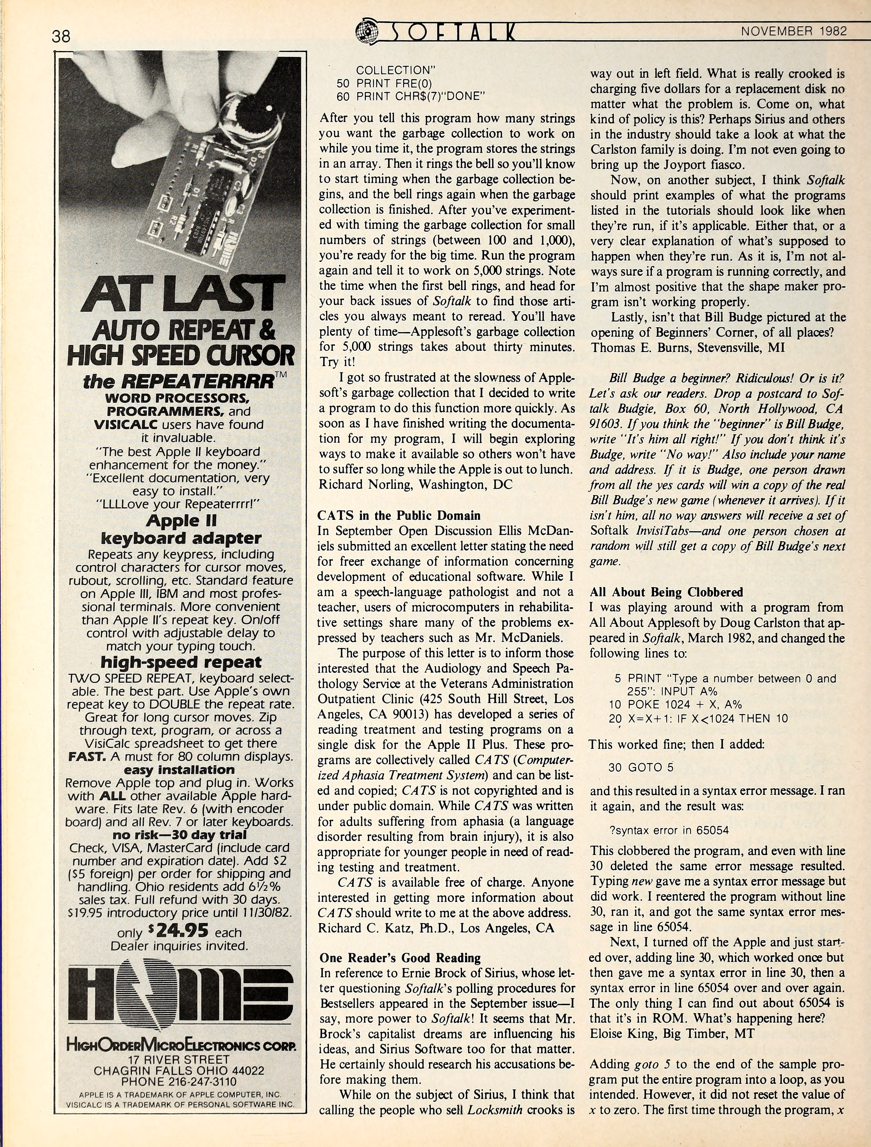 38
SOFTALK
NOVEMBER 1982
AT LAST
AUTO REPEAT &
HIGH SPEED CURSOR
the REPEATERRRR™
WORD PROCESSORS,
PROGRAMMERS, and
VISICALC users have found
it invaluable.
"The best Apple II keyboard
enhancement for the money."
"Excellent documentation, very
easy to install."
"LLLLove your Repeaterrrr!"
Apple II
keyboard adapter
Repeats any keypress, including
control characters for cursor moves,
rubout, scrolling, etc. Standard feature
on Apple III, IBM and most profes-
sional terminals. More convenient
than Apple II's repeat key. On/off
control with adjustable delay to
match your typing touch.
high-speed repeat
TWO SPEED REPEAT, keyboard select-
able. The best part. Use Apple's own
repeat key to DOUBLE the repeat rate.
Great for long cursor moves. Zip
through text, program, or across a
VisiCalc spreadsheet to get there
FAST. A must for 80 column displays.
easy installation
Remove Apple top and plug in. Works
with ALL other available Apple hard-
ware. Fits late Rev. 6 (with encoder
board) and all Rev. 7 or later keyboards.
no risk—30 day trial
Check, VISA, MasterCard (include card
number and expiration date). Add $2
($5 foreign) per order for shipping and
handling. Ohio residents add 6½%
sales tax. Full refund with 30 days.
$19.95 introductory price until 11/30/82.
only $24.95 each
Dealer inquiries invited.
HOME
HIGH ORDER MICRO ELECTRONICS CORP.
17 RIVER STREET
CHAGRIN FALLS OHIO 44022
PHONE 216-247-3110
APPLE IS A TRADEMARK OF APPLE COMPUTER, INC.
VISICALC IS A TRADEMARK OF PERSONAL SOFTWARE INC.
COLLECTION"
50 PRINT FRE(0)
60 PRINT CHR$(7)"DONE"
After you tell this program how many strings
you want the garbage collection to work on
while you time it, the program stores the strings
in an array. Then it rings the bell so you'll know
to start timing when the garbage collection be-
gins, and the bell rings again when the garbage
collection is finished. After you've experiment-
ed with timing the garbage collection for small
numbers of strings (between 100 and 1,000),
you're ready for the big time. Run the program
again and tell it to work on 5,000 strings. Note
the time when the first bell rings, and head for
your back issues of Softalk to find those arti-
cles you always meant to reread. You'll have
plenty of time—Applesoft's garbage collection
for 5,000 strings takes about thirty minutes.
Try it!
I got so frustrated at the slowness of Apple-
soft's garbage collection that I decided to write
a program to do this function more quickly. As
soon as I have finished writing the documenta-
tion for my program, I will begin exploring
ways to make it available so others won't have
to suffer so long while the Apple is out to lunch.
Richard Norling, Washington, DC
CATS in the Public Domain
In September Open Discussion Ellis McDan-
iels submitted an excellent letter stating the need
for freer exchange of information concerning
development of educational software. While I
am a speech-language pathologist and not a
teacher, users of microcomputers in rehabilita-
tive settings share many of the problems ex-
pressed by teachers such as Mr. McDaniels.
The purpose of this letter is to inform those
interested that the Audiology and Speech Pa-
thology Service at the Veterans Administration
Outpatient Clinic (425 South Hill Street, Los
Angeles, CA 90013) has developed a series of
reading treatment and testing programs on a
single disk for the Apple II Plus. These pro-
grams are collectively called CATS (Computer-
ized Aphasia Treatment System) and can be list-
ed and copied; CATS is not copyrighted and is
under public domain. While CATS was written
for adults suffering from aphasia (a language
disorder resulting from brain injury), it is also
appropriate for younger people in need of read-
ing testing and treatment.
CATS is available free of charge. Anyone
interested in getting more information about
CATS should write to me at the above address.
Richard C. Katz, Ph.D., Los Angeles, CA
One Reader's Good Reading
In reference to Ernie Brock of Sirius, whose let-
ter questioning Softalk's polling procedures for
Bestsellers appeared in the September issue—I
say, more power to Softalk! It seems that Mr.
Brock's capitalist dreams are influencing his
ideas, and Sirius Software too for that matter.
He certainly should research his accusations be-
fore making them.
While on the subject of Sirius, I think that
calling the people who sell Locksmith crooks is
way out in left field. What is really crooked is
charging five dollars for a replacement disk no
matter what the problem is. Come on, what
kind of policy is this? Perhaps Sirius and others
in the industry should take a look at what the
Carlston family is doing. I'm not even going to
bring up the Joyport fiasco.
Now, on another subject, I think Softalk
should print examples of what the programs
listed in the tutorials should look like when
they're run, if it's applicable. Either that, or a
very clear explanation of what's supposed to
happen when they're run. As it is, I'm not al-
ways sure if a program is running correctly, and
I'm almost positive that the shape maker pro-
gram isn't working properly.
Lastly, isn't that Bill Budge pictured at the
opening of Beginners' Corner, of all places?
Thomas E. Burns, Stevensville, MI
Bill Budge a beginner? Ridiculous! Or is it?
Let's ask our readers. Drop a postcard to Sof-
talk Budgie, Box 60, North Hollywood, CA
91603. If you think the "beginner" is Bill Budge,
write "It's him all right!" If you don't think it's
Budge, write "No way!" Also include your name
and address. If it is Budge, one person drawn
from all the yes cards will win a copy of the real
Bill Budge's new game (whenever it arrives). If it
isn't him, all no way answers will receive a set of
Softalk InvisiTabs—and one person chosen at
random will still get a copy of Bill Budge's next
game.
All About Being Clobbered
I was playing around with a program from
All About Applesoft by Doug Carlston that ap-
peared in Softalk, March 1982, and changed the
following lines to:
5 PRINT "Type a number between 0 and
255": INPUT A%
10 POKE 1024 + X, A%
20 X=X+1: IF X<1024 THEN 10
This worked fine; then I added:
30 GOTO 5
and this resulted in a syntax error message. I ran
it again, and the result was:
?syntax error in 65054
This clobbered the program, and even with line
30 deleted the same error message resulted.
Typing new gave me a syntax error message but
did work. I reentered the program without line
30, ran it, and got the same syntax error mes-
sage in line 65054.
Next, I turned off the Apple and just start-
ed over, adding line 30, which worked once but
then gave me a syntax error in line 30, then a
syntax error in line 65054 over and over again.
The only thing I can find out about 65054 is
that it's in ROM. What's happening here?
Eloise King, Big Timber, MT
Adding goto 5 to the end of the sample pro-
gram put the entire program into a loop, as you
intended. However, it did not reset the value of
x to zero. The first time through the program, x